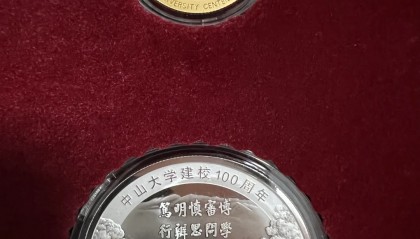 VERSITY CENTE
中山大学建校100周年
博學
審問
慎思
明辨
篤行